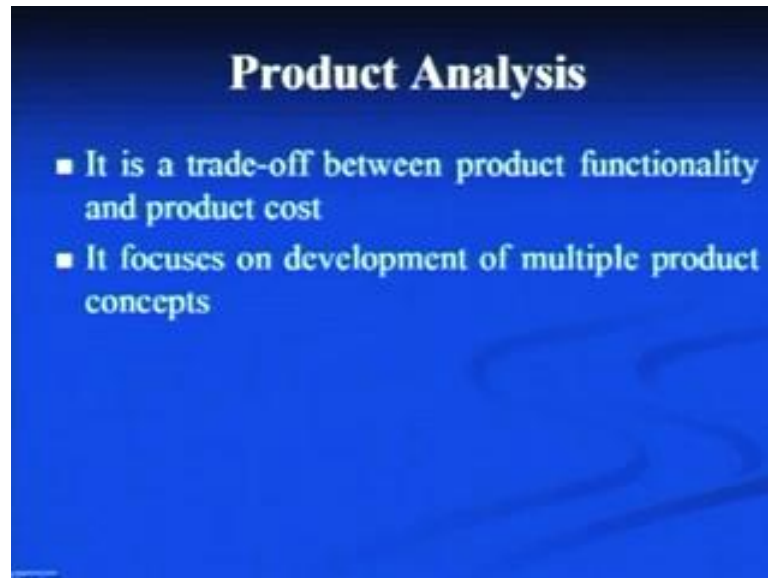 Product Analysis
■ It is a trade-off between product functionality
and product cost
■ It focuses on development of multiple product
concepts